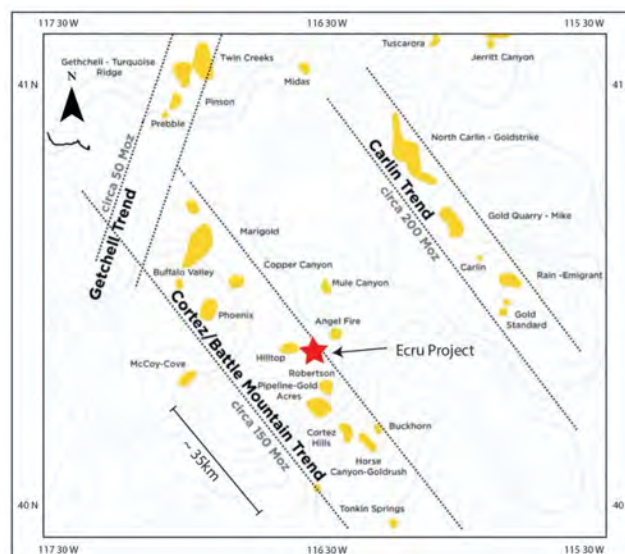 117.30 W
116.30 W
115.30 W
Gethchell - Turquoise
Ridge
Twin Creeks
Tuscarora
Jerritt Canyon
41 N
41
N
Midas
Pinson
Prebble
North Carlin - Goldstrike
Carlin Trend
circa 200 Moz
circa 50 Moz
Getchell Trend
Gold Quarry - Mike
Marigold
Copper Canyon
Carlin
Rain -Emigrant
Buffalo Valley
Mule Canyon
Gold
Standard
Phoenix
Angel Fire
Cortez/Battle Mountain Trend
circa 150 Moz
Hilltop
Ecru Project
McCoy-Cove
Robertson
Pipeline-Gold
Acres
Buckhorn
Cortez
Hills
Horse
Canyon-Goldrush
~ 35km
Tonkin Springs
40 N
40
117.30 W
116.30 W
115.30 W